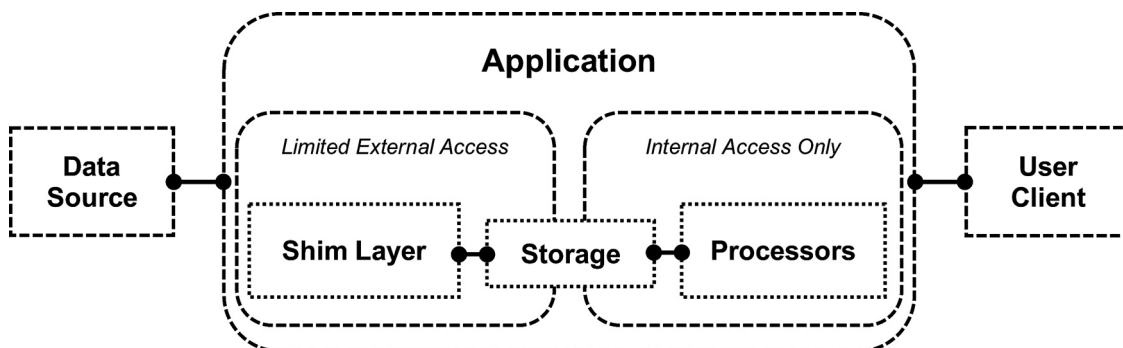 Application
Limited External Access
Internal Access Only
Data
Source
User
Client
Shim Layer
Storage
Processors